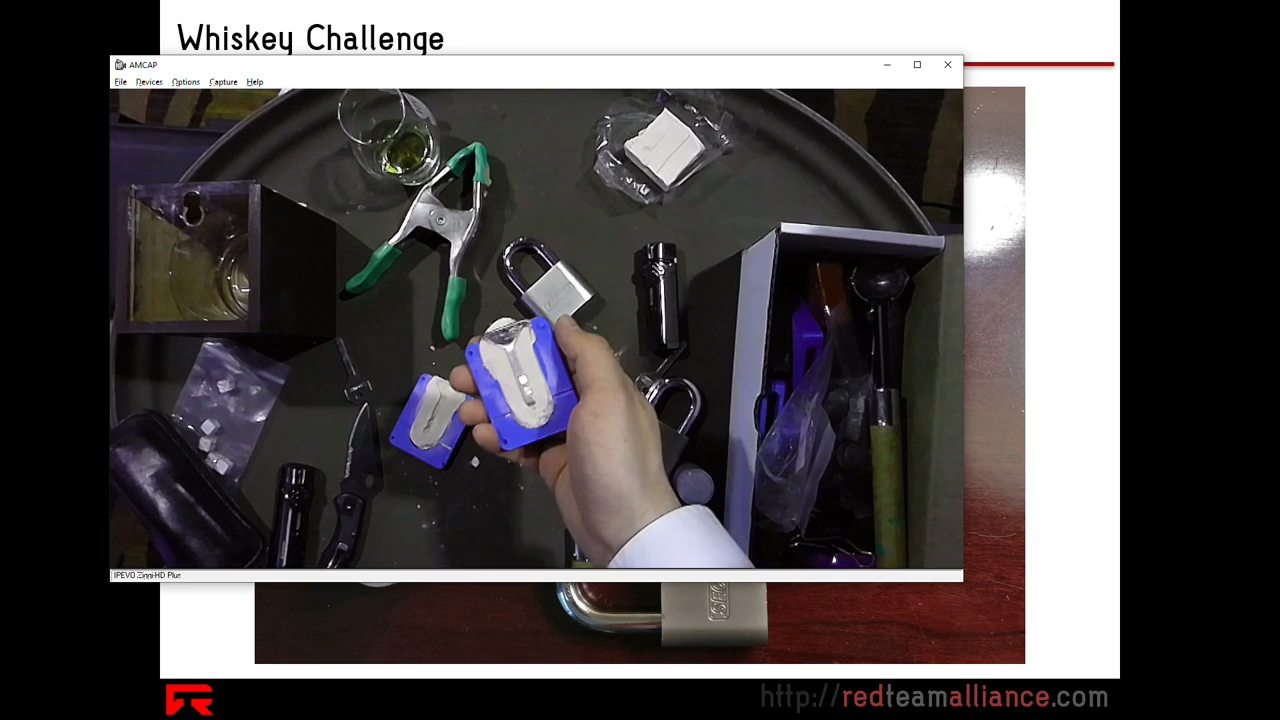 Whiskey Challenge
AMCAP
File Devices Options Capture Help
IPEVO Ziggi-HD Plus
http://redteamalliance.com